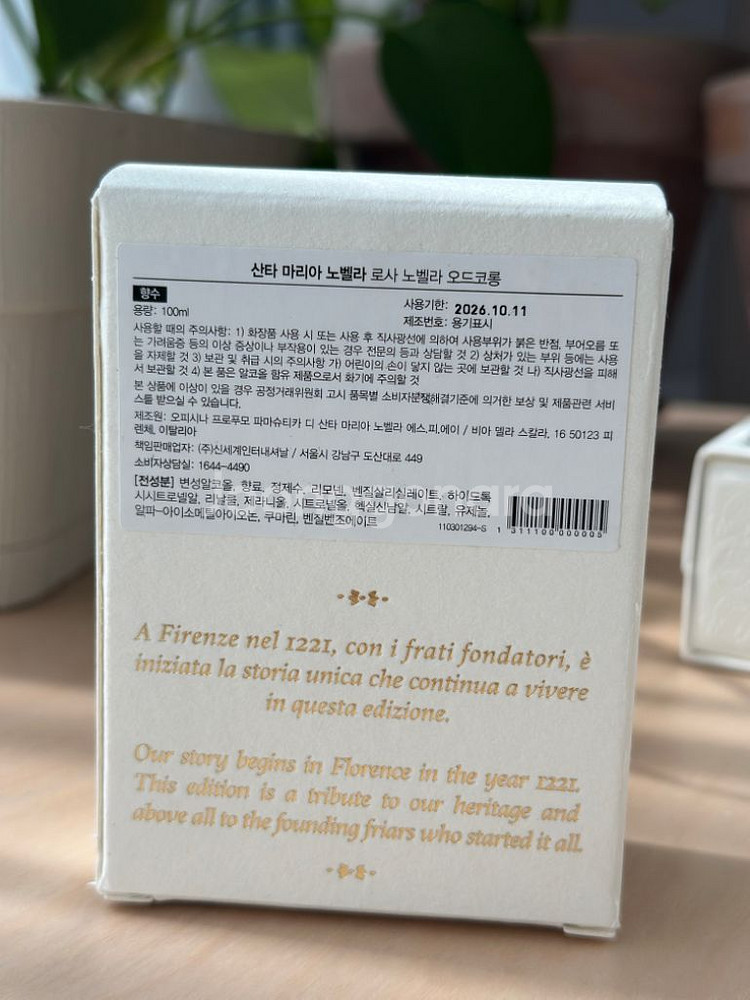 산타 마리아 노벨라 로사 노벨라 오드코롱
향수
용량: 100ml
사용기한: 2026.10.11
제조번호: 용기표시
사용할 때의 주의사항: 1) 화장품 사용 시 또는 사용 후 직사광선에 의하여 사용부위가 붉은 반점, 부어오름 또
는 가려움증 등의 이상 증상이나 부작용이 있는 경우 전문의 등과 상담할 것 2) 상처가 있는 부위 등에는 사용
을 자제할 것 3) 보관 및 취급 시의 주의사항 가) 어린이의 손이 닿지 않는 곳에 보관할 것 나) 직사광선을 피해
서 보관할 것 4) 본 품은 알코올 함유 제품으로서 화기에 주의할 것
본 상품에 이상이 있을 경우 공정거래위원회 고시 품목별 소비자분쟁해결기준에 의거한 보상 및 제품관련 서비
스를 받으실 수 있습니다.
제조원: 오피시나 프로푸모 파마슈티카 디 산타 마리아 노벨라 에스.피.에이 / 비아 델라 스칼라, 16 50123 피
렌체, 이탈리아
책임판매업자: (주)신세계인터내셔날 / 서울시 강남구 도산대로 449
소비자상담실: 1644-4490
[전성분] 변성알코올, 향료, 정제수, 리모넨, 벤질살리실레이트, 하이드록
시시트로넬알, 리날룰, 제라니올, 시트로넬올, 헥실신남알, 시트랄, 유제놀,
알파-아이소메틸아이오논, 쿠마린, 벤질벤조에이트
110301294-S
1 311100 000005
A Firenze nel 1221, con i frati fondatori, è
iniziata la storia unica che continua a vivere
in questa edizione.
Our story begins in Florence in the year 1221.
This edition is a tribute to our heritage and
above all to the founding friars who started it all.